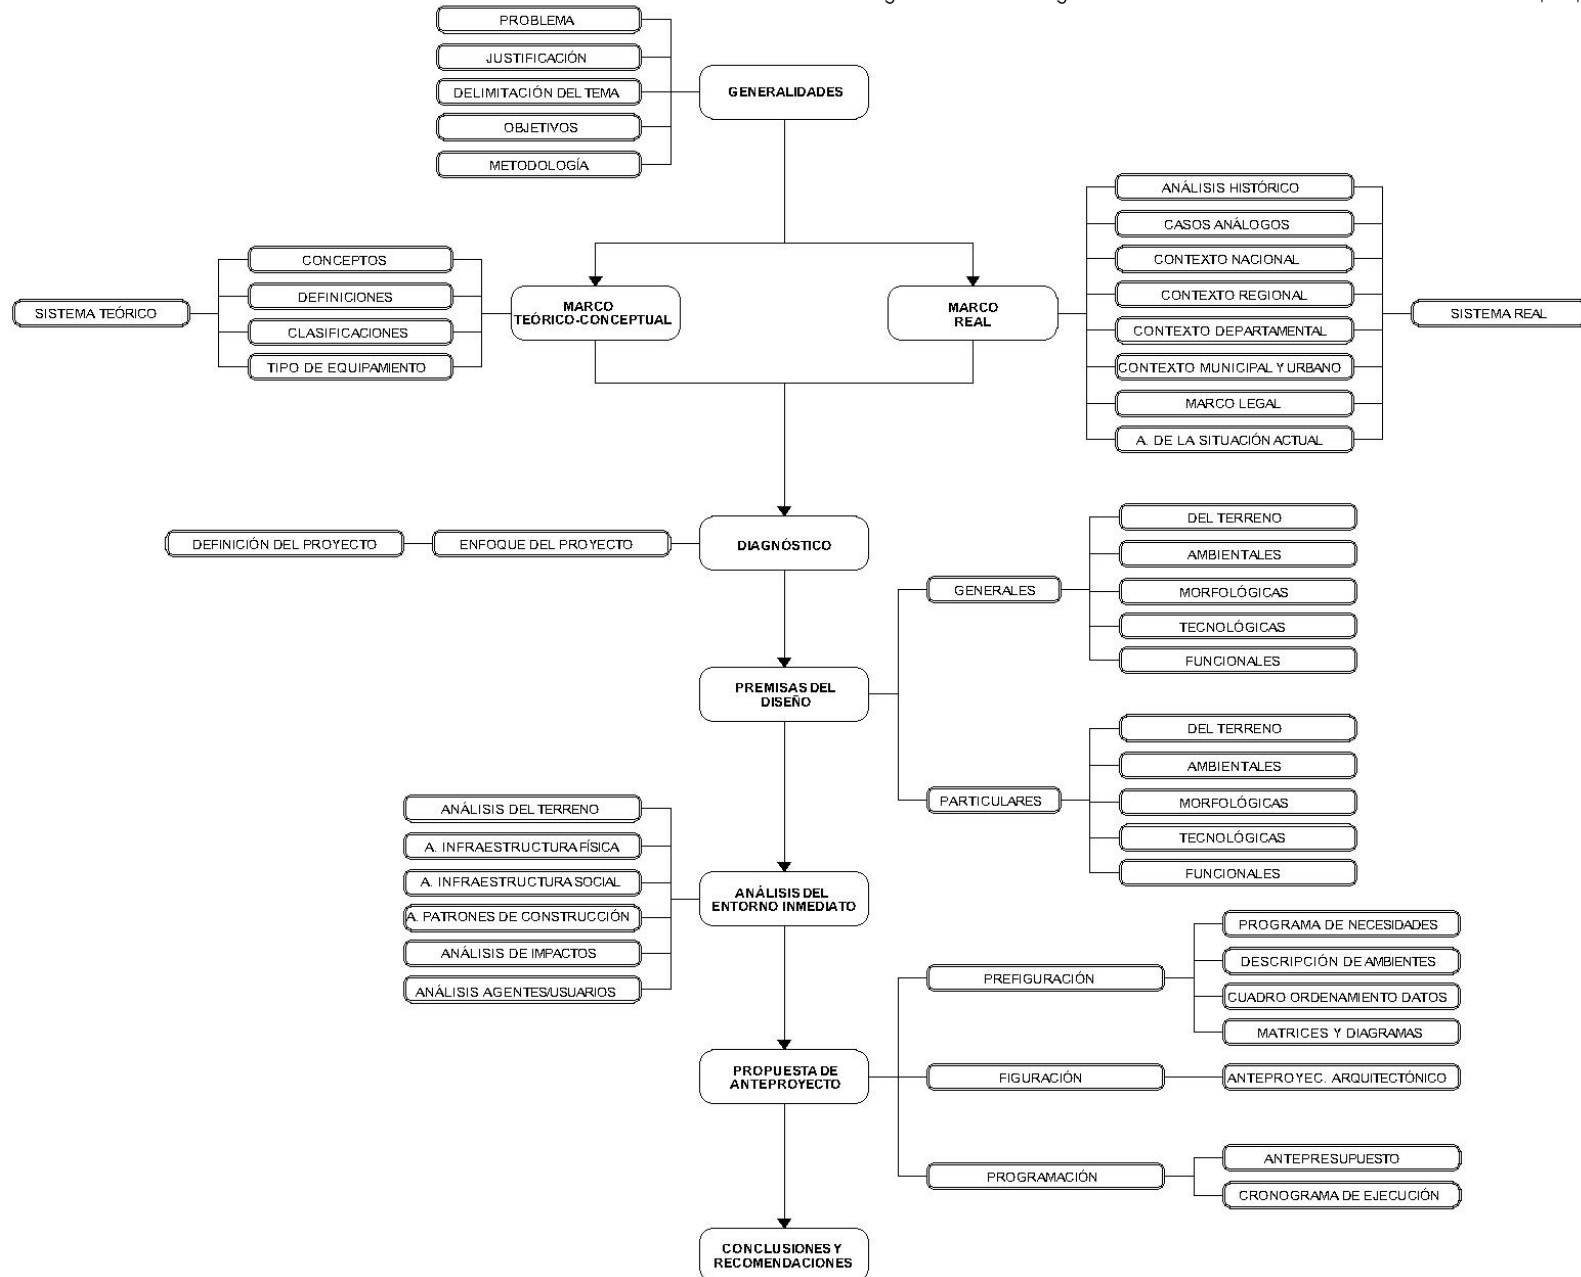 PROBLEMA
JUSTIFICACIÓN
DELIMITACIÓN DEL TEMA
OBJETIVOS
METODOLOGÍA
GENERALIDADES
ANÁLISIS HISTÓRICO
CASOS ANÁLOGOS
CONTEXTO NACIONAL
CONTEXTO REGIONAL
CONTEXTO DEPARTAMENTAL
CONTEXTO MUNICIPAL Y URBANO
MARCO LEGAL
A. DE LA SITUACIÓN ACTUAL
SISTEMA REAL
MARCO
REAL
SISTEMA TEÓRICO
CONCEPTOS
DEFINICIONES
CLASIFICACIONES
TIPO DE EQUIPAMIENTO
MARCO
TEÓRICO-CONCEPTUAL
DEFINICIÓN DEL PROYECTO
ENFOQUE DEL PROYECTO
DIAGNÓSTICO
PREMISAS DEL
DISEÑO
GENERALES
DEL TERRENO
AMBIENTALES
MORFOLÓGICAS
TECNOLÓGICAS
FUNCIONALES
PARTICULARES
DEL TERRENO
AMBIENTALES
MORFOLÓGICAS
TECNOLÓGICAS
FUNCIONALES
ANÁLISIS DEL TERRENO
A. INFRAESTRUCTURA FÍSICA
A. INFRAESTRUCTURA SOCIAL
A. PATRONES DE CONSTRUCCIÓN
ANÁLISIS DE IMPACTOS
ANÁLISIS AGENTES/USUARIOS
ANÁLISIS DEL
ENTORNO INMEDIATO
PROPUESTA DE
ANTEPROYECTO
PREFIGURACIÓN
PROGRAMA DE NECESIDADES
DESCRIPCIÓN DE AMBIENTES
CUADRO ORDENAMIENTO DATOS
MATRICES Y DIAGRAMAS
FIGURACIÓN
ANTEPROYEC. ARQUITECTÓNICO
PROGRAMACIÓN
ANTEPRESUPUESTO
CRONOGRAMA DE EJECUCIÓN
CONCLUSIONES Y
RECOMENDACIONES